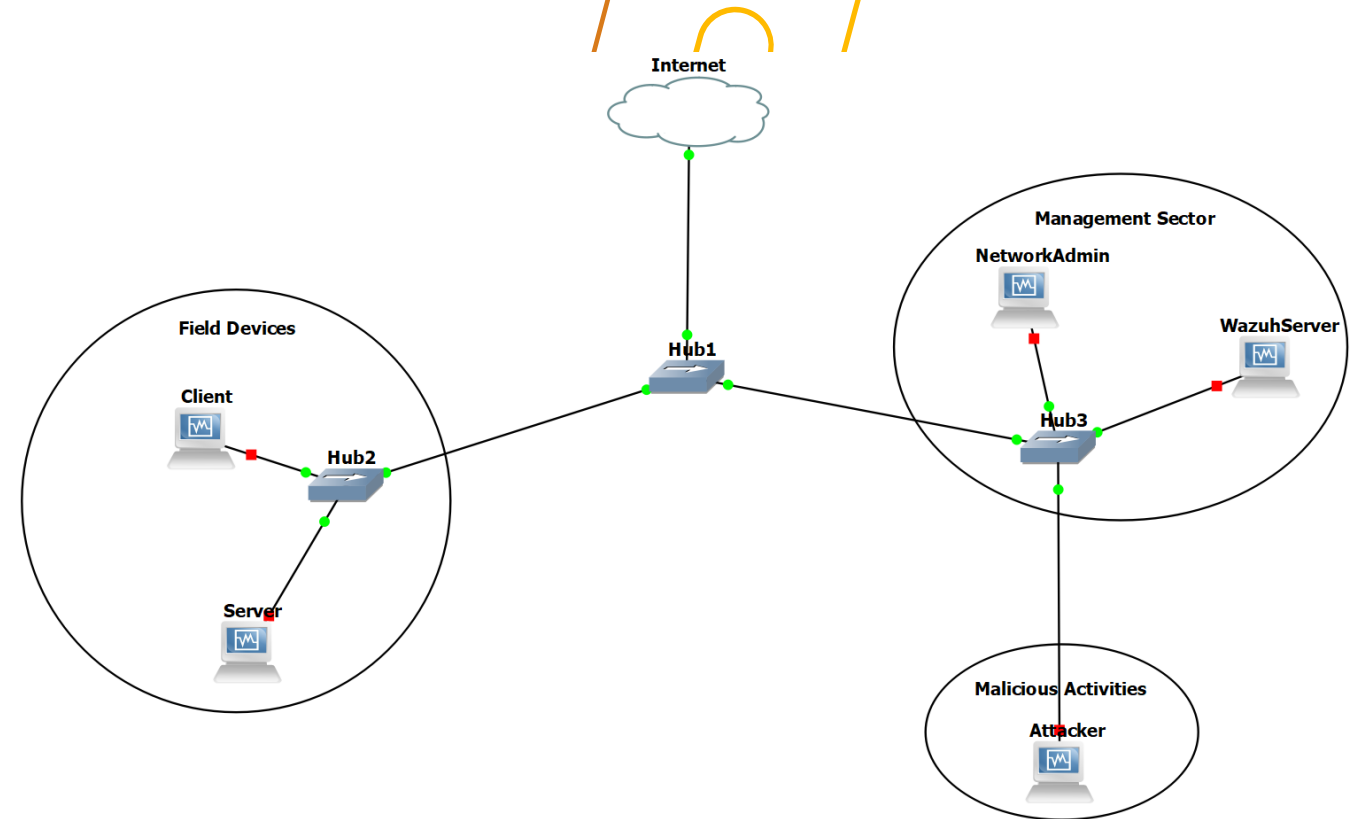 Internet
Management Sector
NetworkAdmin
WazuhServer
Field Devices
Hub1
Client
Hub3
Hub2
Server
Malicious Activities
Attacker